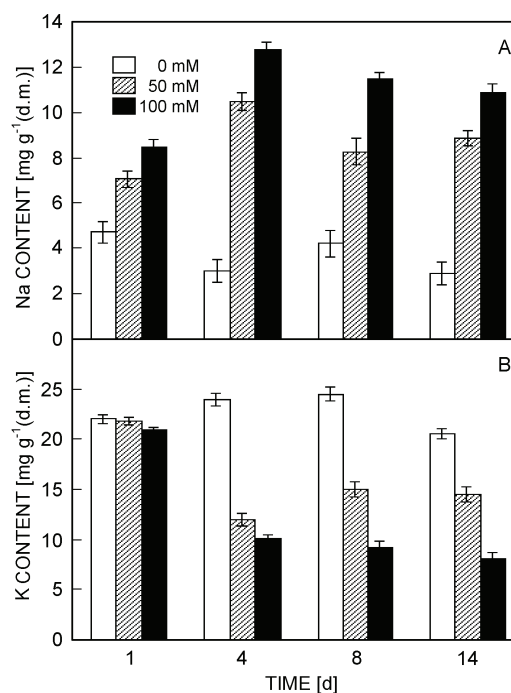 14
12
10
8
6
4
2
0
Na CONTENT [mg g⁻¹(d.m.)]
A
0 mM
50 mM
100 mM
25
20
15
10
5
0
K CONTENT [mg g⁻¹(d.m.)]
B
1 4 8 14
TIME [d]